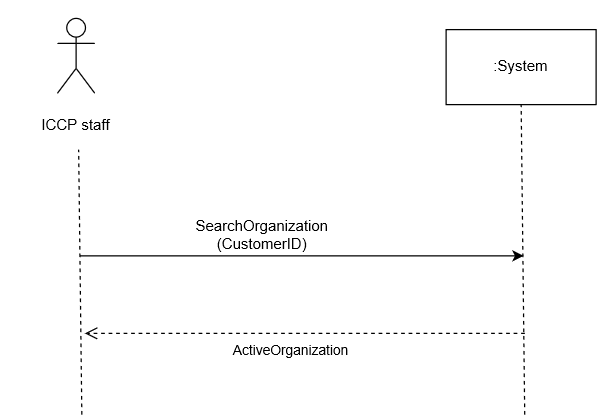 :System
ICCP staff
SearchOrganization
(CustomerID)
ActiveOrganization